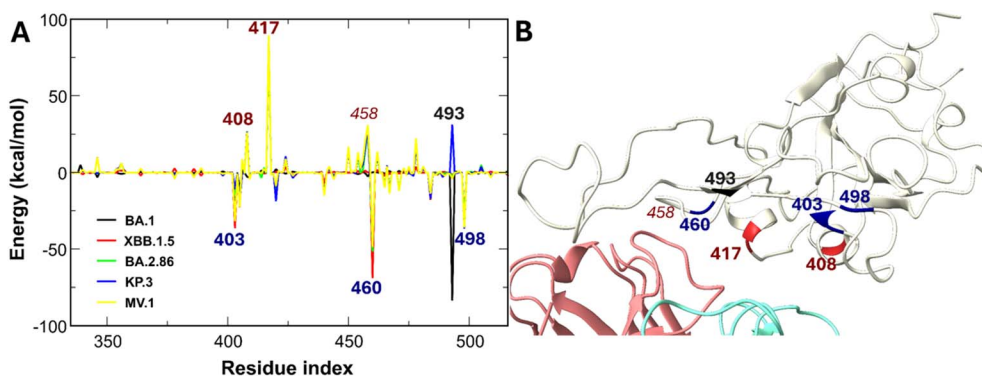 A
Energy (kcal/mol)
100
50
0
-50
-100
417
408
458
493
403
460
498
BA.1
XBB.1.5
BA.2.86
KP.3
MV.1
350
400
450
500
Residue index
B
493
458
460
403
498
417
408